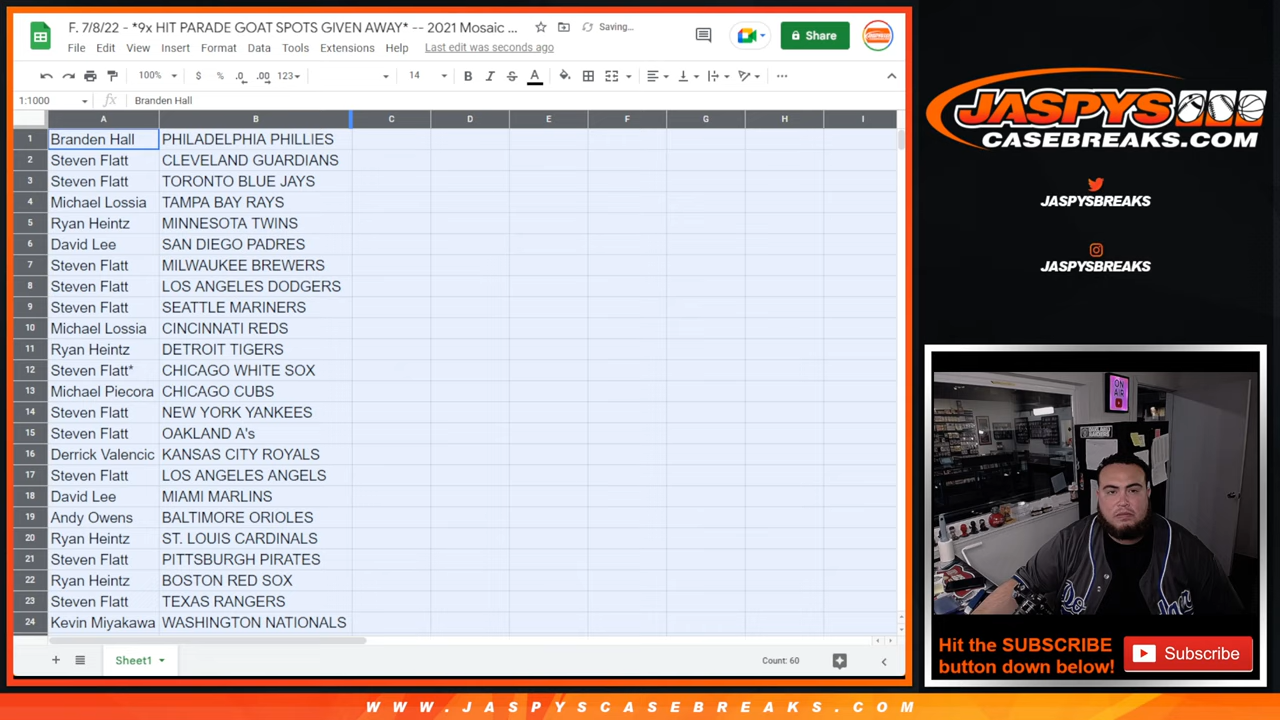 F. 7/8/22 - *9x HIT PARADE GOAT SPOTS GIVEN AWAY* -- 2021 Mosaic ...
Saving...
File Edit View Insert Format Data Tools Extensions Help Last edit was seconds ago
Share
100% $ % .0 .00 123 14 B I S A
1:1000 fx Branden Hall
A B C D E F G H I
1 Branden Hall PHILADELPHIA PHILLIES
2 Steven Flatt CLEVELAND GUARDIANS
3 Steven Flatt TORONTO BLUE JAYS
4 Michael Lossia TAMPA BAY RAYS
5 Ryan Heintz MINNESOTA TWINS
6 David Lee SAN DIEGO PADRES
7 Steven Flatt MILWAUKEE BREWERS
8 Steven Flatt LOS ANGELES DODGERS
9 Steven Flatt SEATTLE MARINERS
10 Michael Lossia CINCINNATI REDS
11 Ryan Heintz DETROIT TIGERS
12 Steven Flatt* CHICAGO WHITE SOX
13 Michael Piecora CHICAGO CUBS
14 Steven Flatt NEW YORK YANKEES
15 Steven Flatt OAKLAND A's
16 Derrick Valencic KANSAS CITY ROYALS
17 Steven Flatt LOS ANGELES ANGELS
18 David Lee MIAMI MARLINS
19 Andy Owens BALTIMORE ORIOLES
20 Ryan Heintz ST. LOUIS CARDINALS
21 Steven Flatt PITTSBURGH PIRATES
22 Ryan Heintz BOSTON RED SOX
23 Steven Flatt TEXAS RANGERS
24 Kevin Miyakawa WASHINGTON NATIONALS
Sheet1
Count: 60
JASPYS
CASEBREAKS.COM
JASPYSBREAKS
JASPYSBREAKS
ON
AIR
Hit the SUBSCRIBE
button down below!
Subscribe
WWW.JASPYSCASEBREAKS.COM